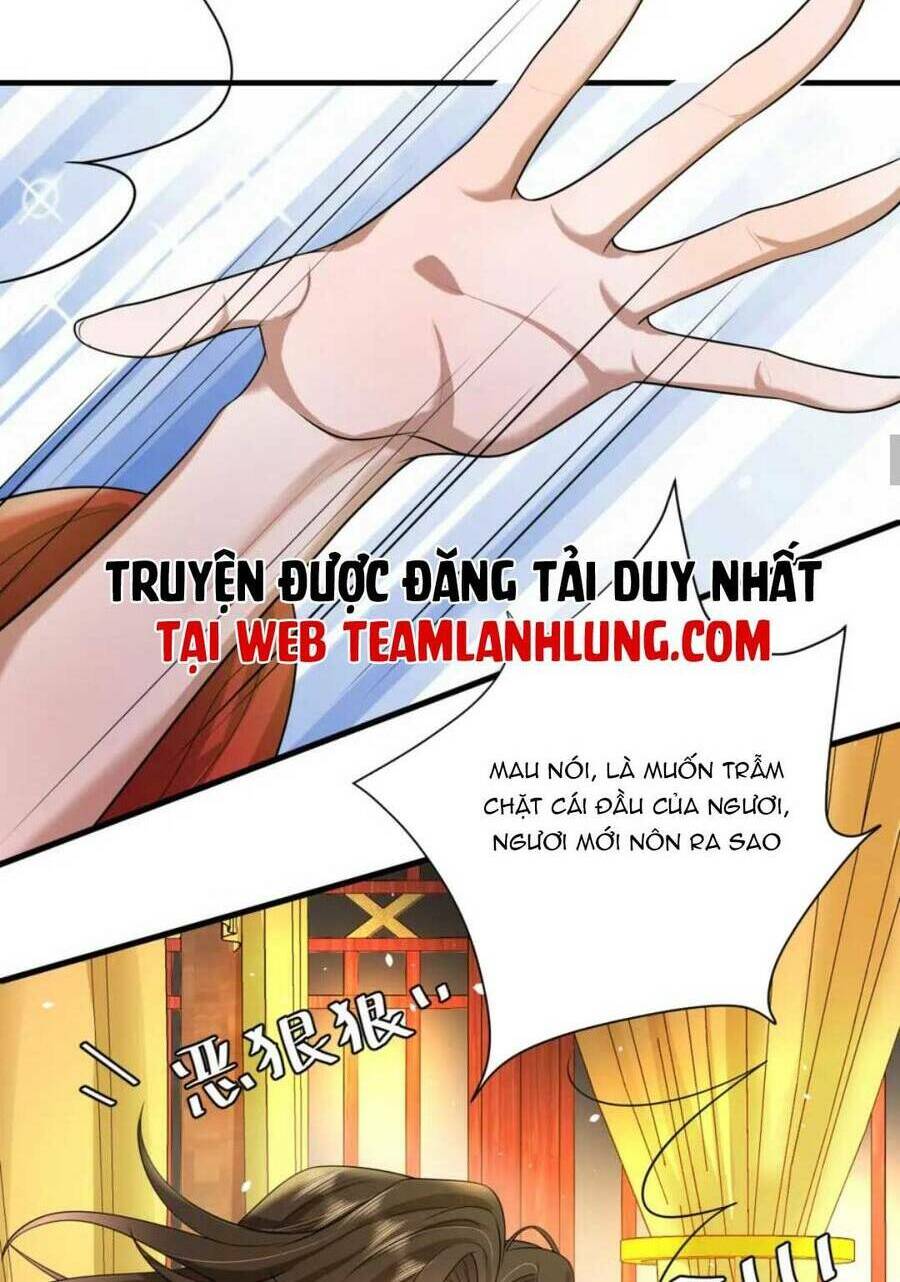 TRUYỆN ĐƯỢC ĐĂNG TẢI DUY NHẤT
TẠI WEB TEAMLANHLUNG.COM
MAU NÓI, LÀ MUỐN TRẪM
CHẶT CÁI ĐẦU CỦA NGƯƠI,
NGƯƠI MỚI NÔN RA SAO
恶狠狠